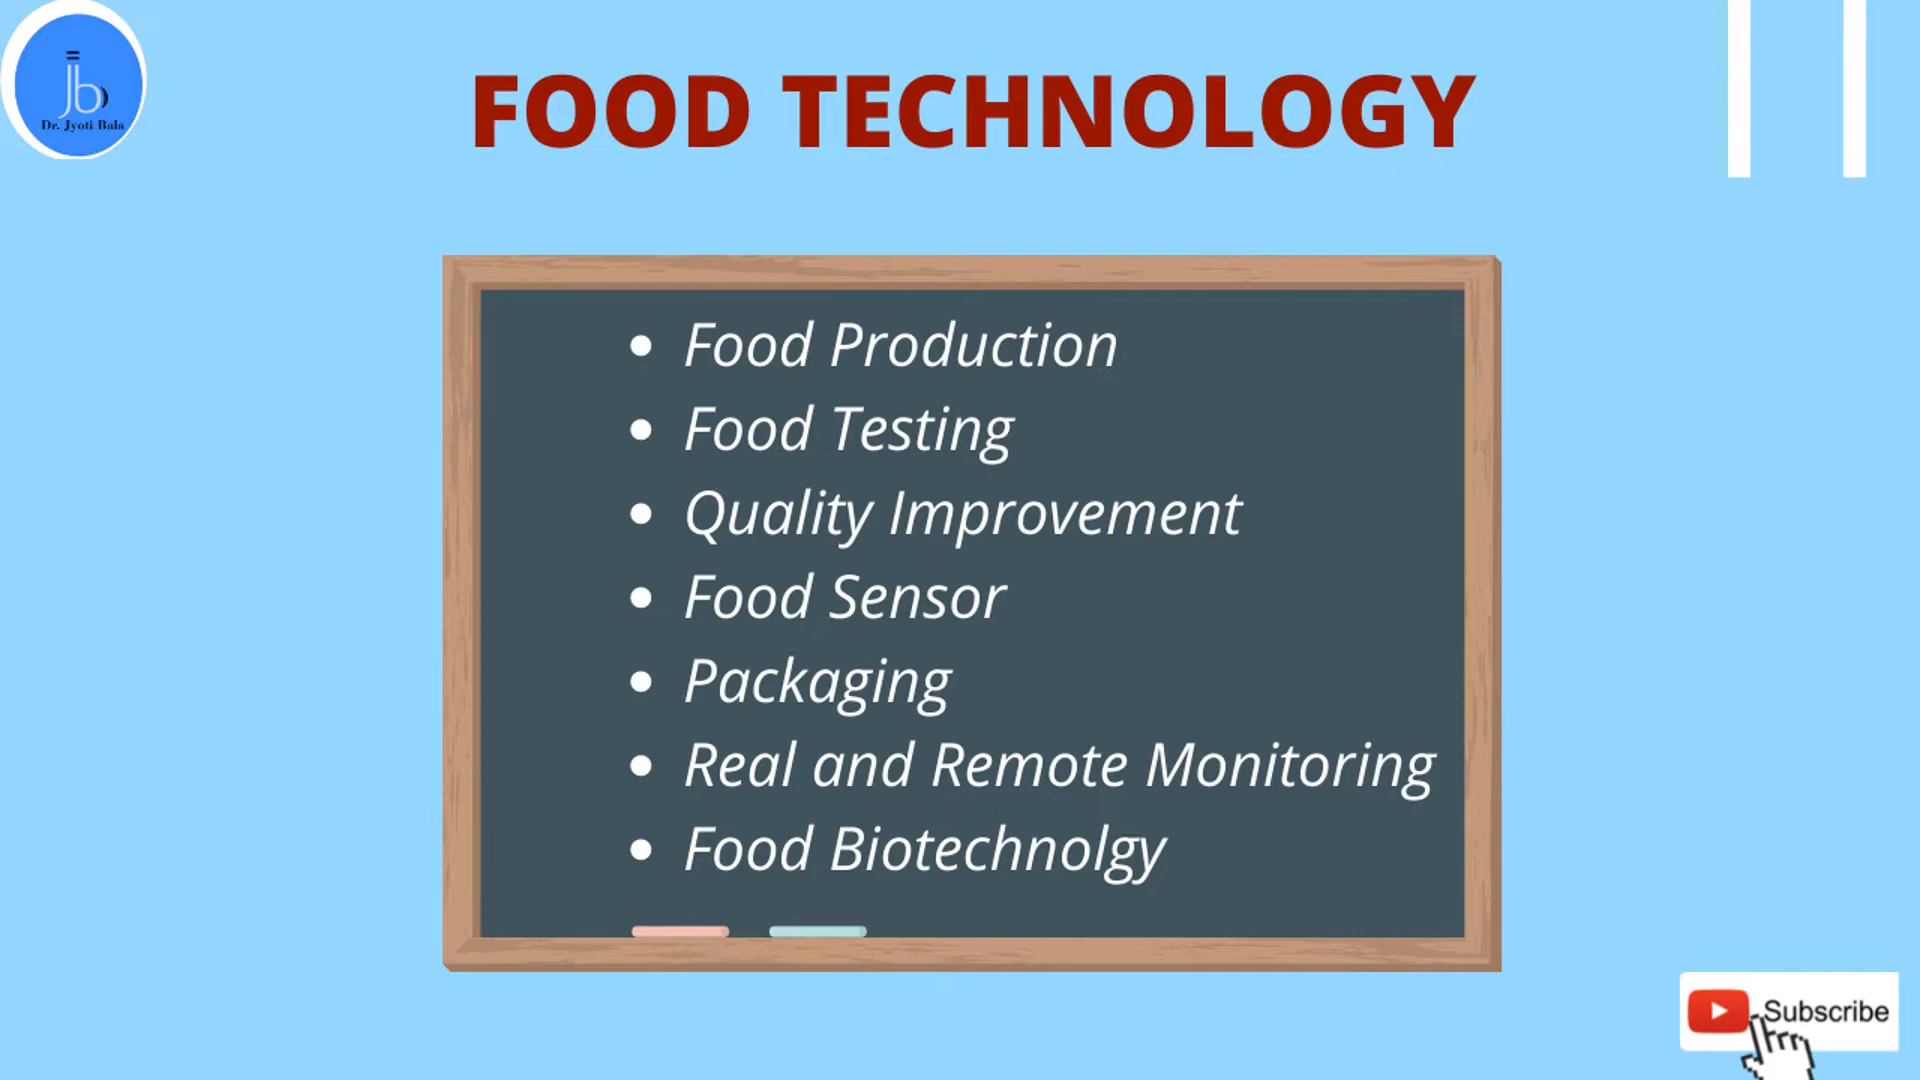 Dr. Jyoti Bala
FOOD TECHNOLOGY
• Food Production
• Food Testing
• Quality Improvement
• Food Sensor
• Packaging
• Real and Remote Monitoring
• Food Biotechnolgy
Subscribe